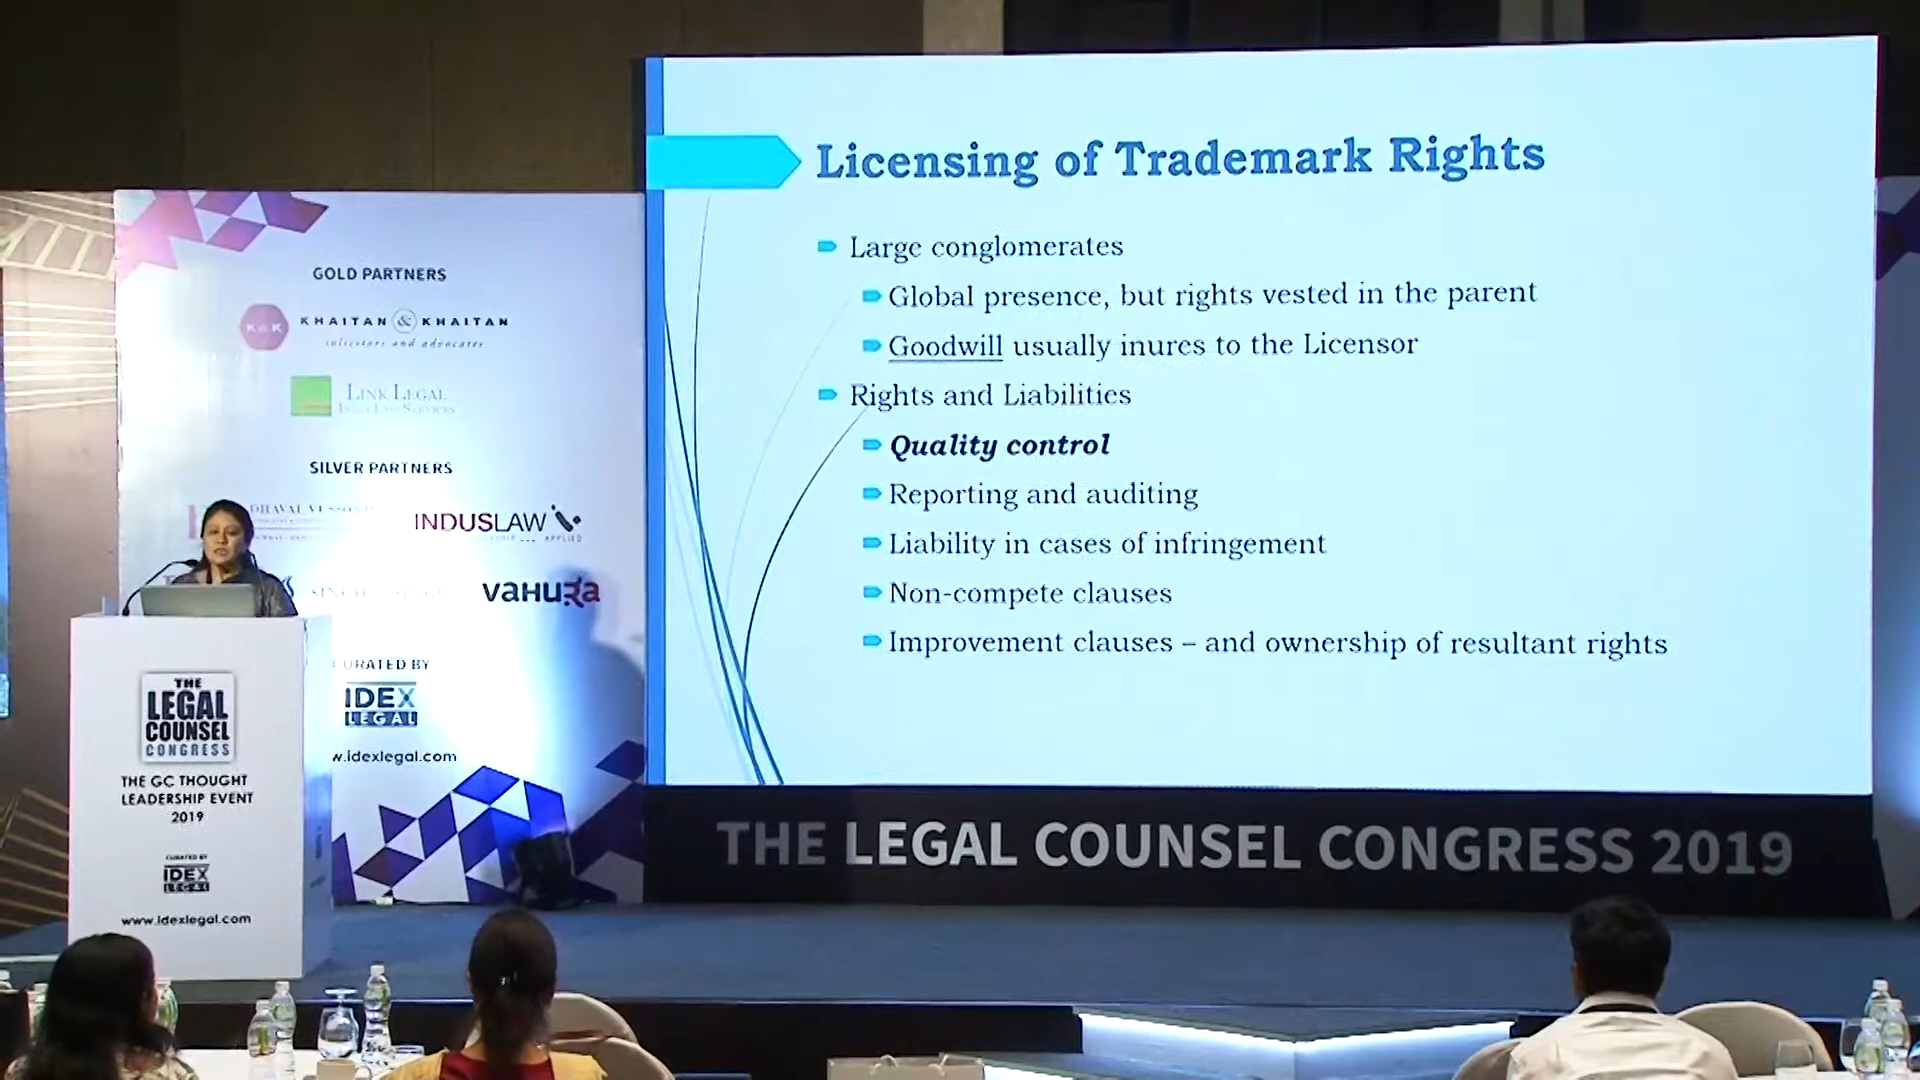 GOLD PARTNERS
K&K
KHAITAN & KHAITAN
solicitors and advocates
LINK LEGAL
INDIA LAW SERVICES
SILVER PARTNERS
INDUSLAW
APPLIED
SINGH
VAHURA
CURATED BY
IDEX
LEGAL
w.idexlegal.com
THE
LEGAL
COUNSEL
CONGRESS
THE GC THOUGHT
LEADERSHIP EVENT
2019
CURATED BY
IDEX
LEGAL
www.idexlegal.com
Licensing of Trademark Rights
Large conglomerates
Global presence, but rights vested in the parent
Goodwill usually inures to the Licensor
Rights and Liabilities
Quality control
Reporting and auditing
Liability in cases of infringement
Non-compete clauses
Improvement clauses – and ownership of resultant rights
THE LEGAL COUNSEL CONGRESS 2019